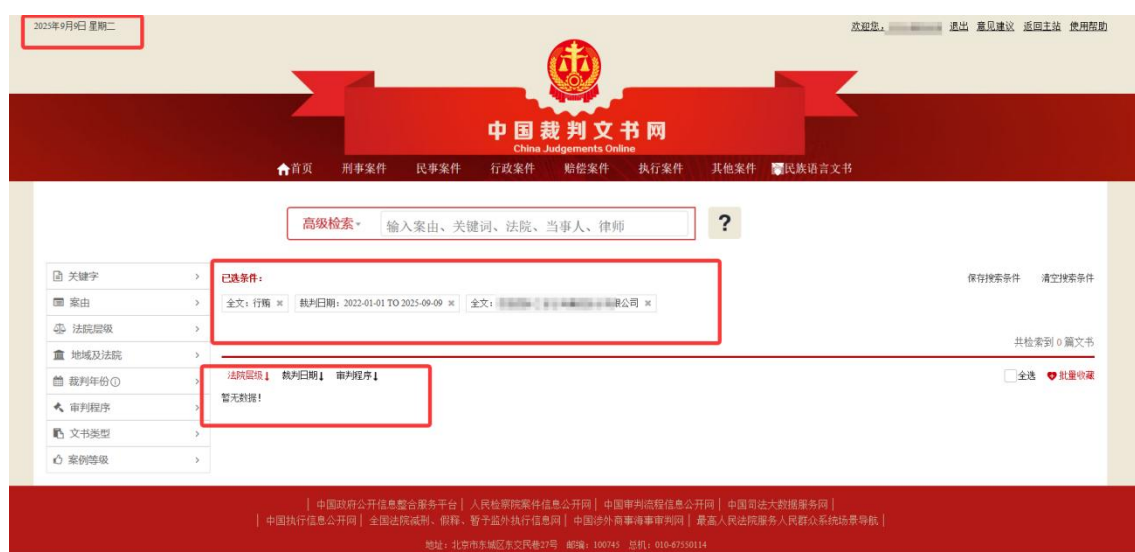 2025年9月9日 星期二
欢迎您， 退出 意见建议 返回主站 使用帮助
中国裁判文书网
China Judgements Online
首页 刑事案件 民事案件 行政案件 赔偿案件 执行案件 其他案件 民族语言文书
高级检索 输入案由、关键词、法院、当事人、律师 ?
关键字
案由
法院层级
地域及法院
裁判年份
审判程序
文书类型
案例等级
已选条件：
保存搜索条件 清空搜索条件
全文：行贿 × 裁判日期：2022-01-01 TO 2025-09-09 × 全文： 限公司 ×
共检索到 0 篇文书
法院层级 裁判日期 审判程序
全选 批量收藏
暂无数据！
| 中国政府公开信息整合服务平台 | 人民检察院案件信息公开网 | 中国审判流程信息公开网 | 中国司法大数据服务网 |
| 中国执行信息公开网 | 全国法院减刑、假释、暂予监外执行信息网 | 中国涉外商事海事审判网 | 最高人民法院服务人民群众系统场景导航 |
地址：北京市东城区东交民巷27号 邮编：100745 总机：010-67550114